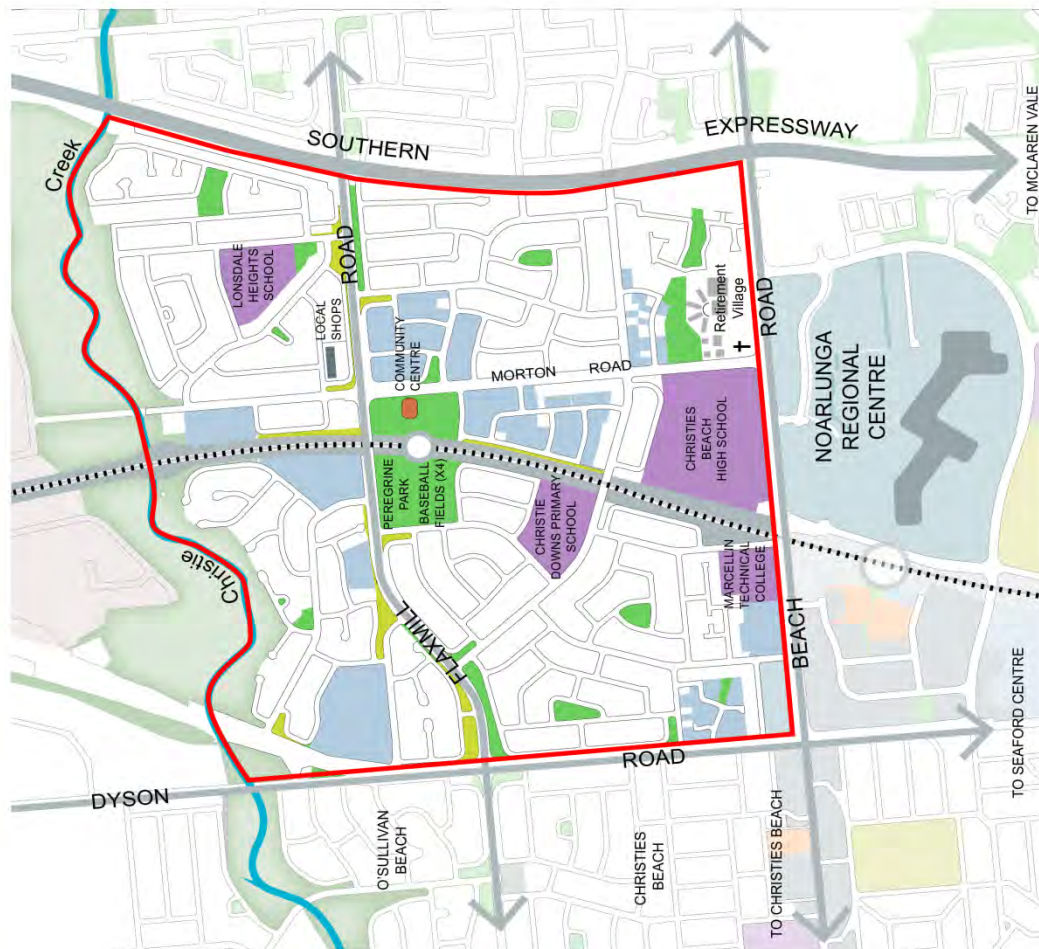 TO MCLAREN VALE
SOUTHERN
EXPRESSWAY
Creek
LONSDALE
HEIGHTS
SCHOOL
ROAD
LOCAL
SHOPS
Retirement
Village
ROAD
COMMUNITY
CENTRE
MORTON
ROAD
NOARLUNGA
REGIONAL
CENTRE
CHRISTIES
BEACH
HIGH SCHOOL
PEREGRINE
PARK
BASEBALL
FIELDS (X4)
CHRISTIE
DOWNS PRIMARY
SCHOOL
Christie
MARCELLIN
TECHNICAL
COLLEGE
FLAXMILL
BEACH
ROAD
DYSON
TO SEAFORD CENTRE
O'SULLIVAN
BEACH
CHRISTIES
BEACH
TO CHRISTIES BEACH